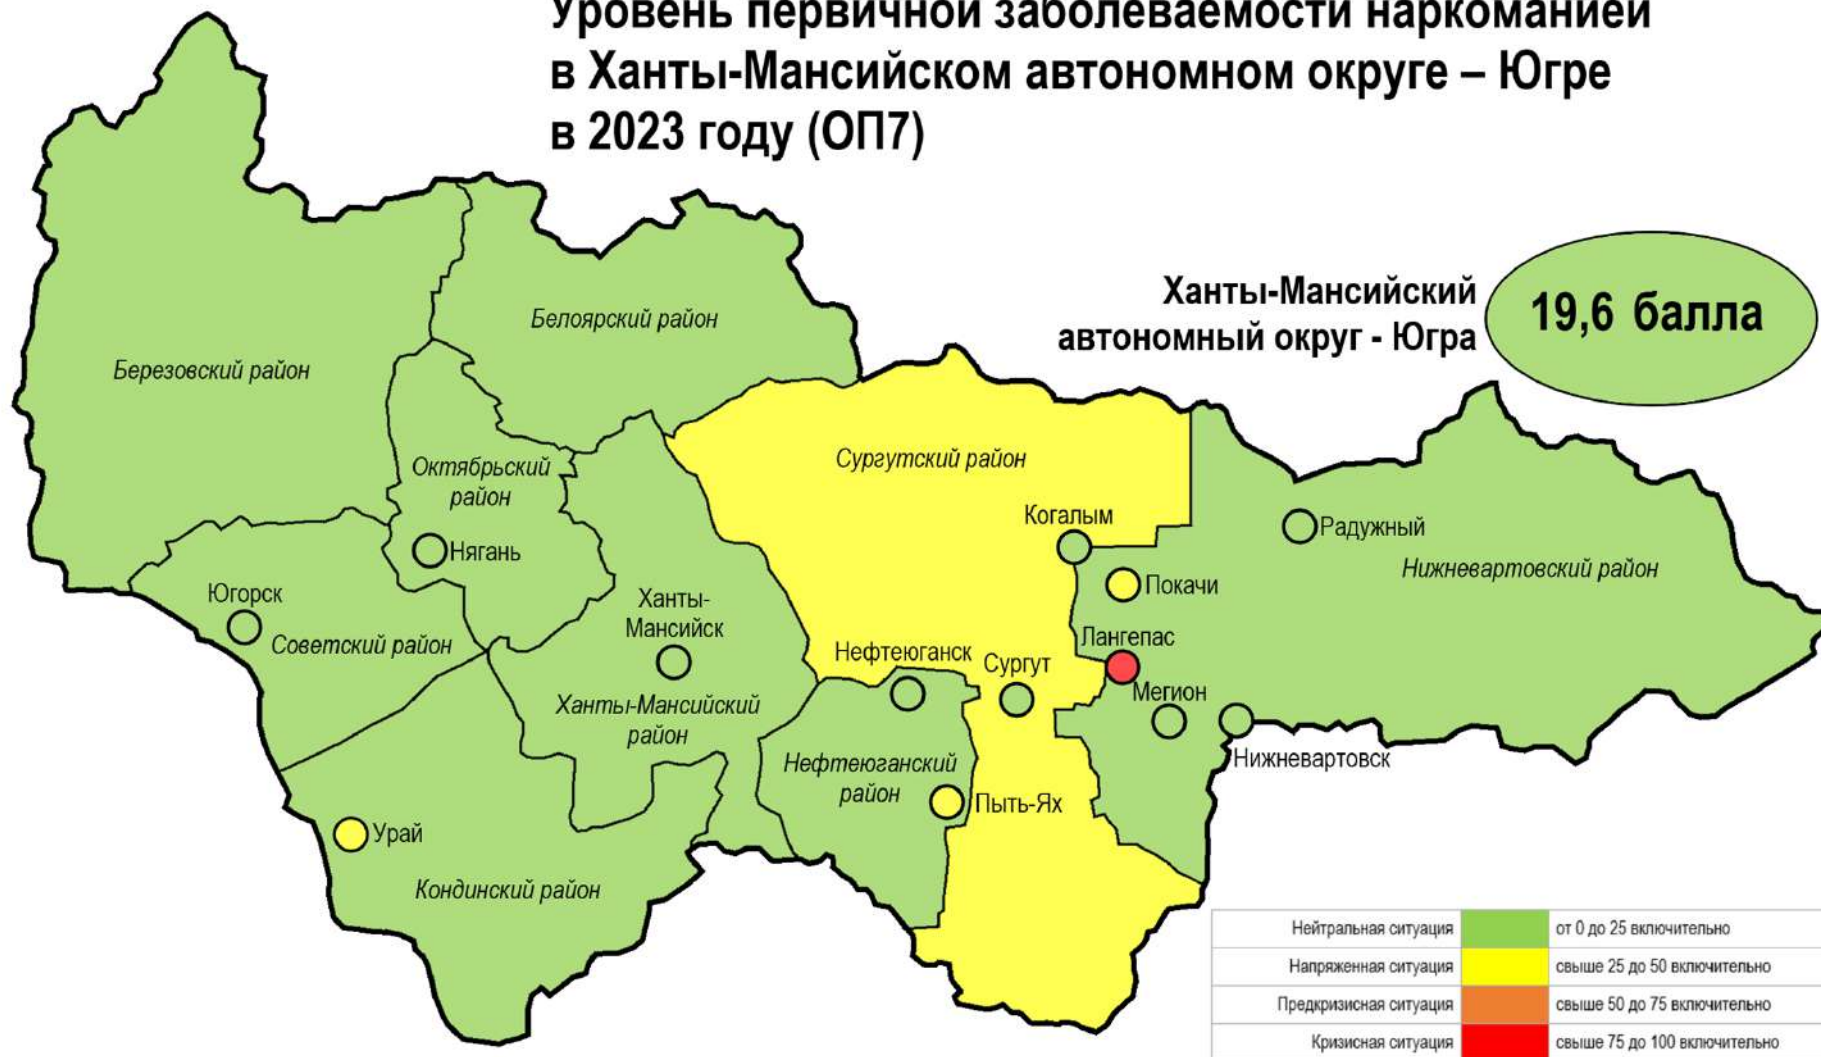 Уровень первичной заболеваемости наркоманией
в Ханты-Мансийском автономном округе – Югре
в 2023 году (ОП7)
Ханты-Мансийский
автономный округ - Югра
19,6 балла
Белоярский район
Березовский район
Октябрьский
район
Сургутский район
Когалым
Радужный
Нягань
Нижневартовский район
Покачи
Югорск
Ханты-
Мансийск
Советский район
Лангепас
Нефтеюганск
Сургут
Мегион
Ханты-Мансийский
район
Нижневартовск
Нефтеюганский
район
Пыть-Ях
Урай
Кондинский район
Нейтральная ситуация от 0 до 25 включительно
Напряженная ситуация свыше 25 до 50 включительно
Предкризисная ситуация свыше 50 до 75 включительно
Кризисная ситуация свыше 75 до 100 включительно